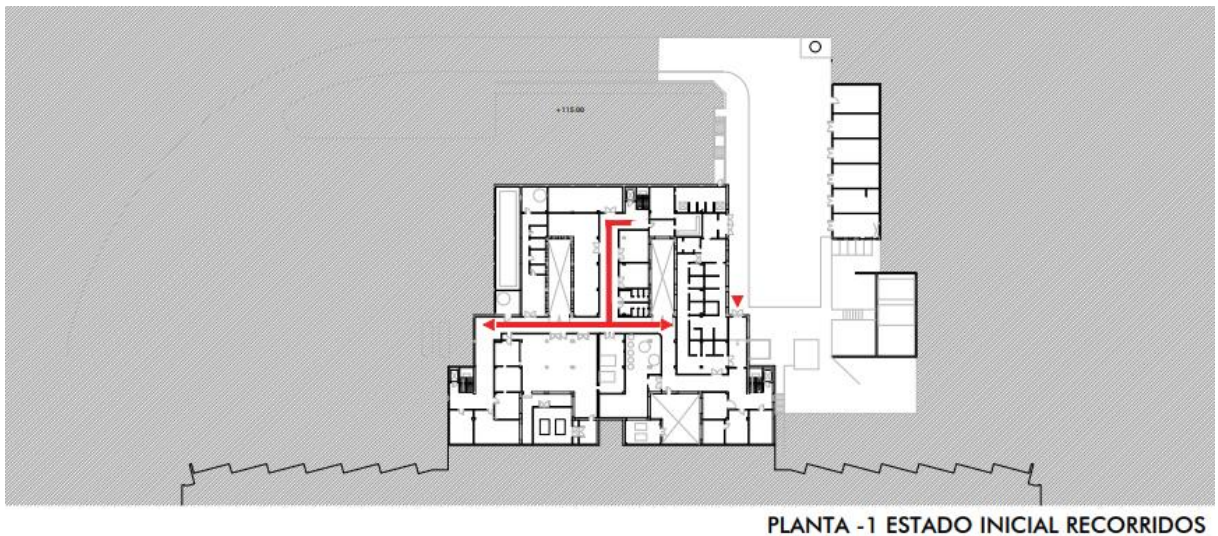 +115.00
PLANTA -1 ESTADO INICIAL RECORRIDOS